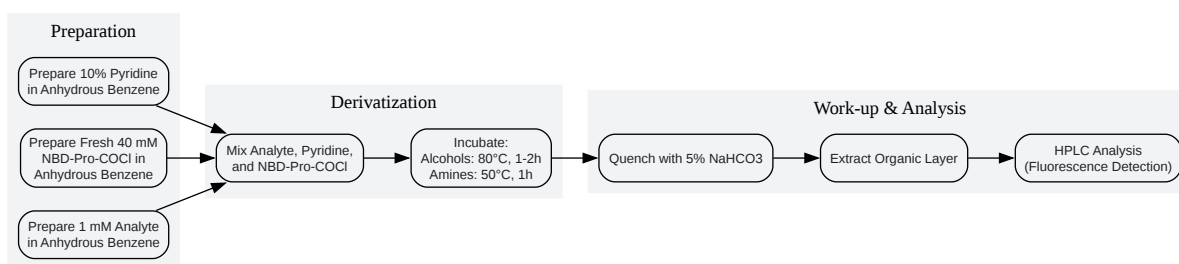 Preparation
Prepare 10% Pyridine
in Anhydrous Benzene
Prepare Fresh 40 mM
NBD-Pro-COCl in
Anhydrous Benzene
Prepare 1 mM Analyte
in Anhydrous Benzene
Derivatization
Mix Analyte, Pyridine,
and NBD-Pro-COCl
Incubate:
Alcohols: 80°C, 1-2h
Amines: 50°C, 1h
Work-up & Analysis
Quench with 5% NaHCO3
Extract Organic Layer
HPLC Analysis
(Fluorescence Detection)